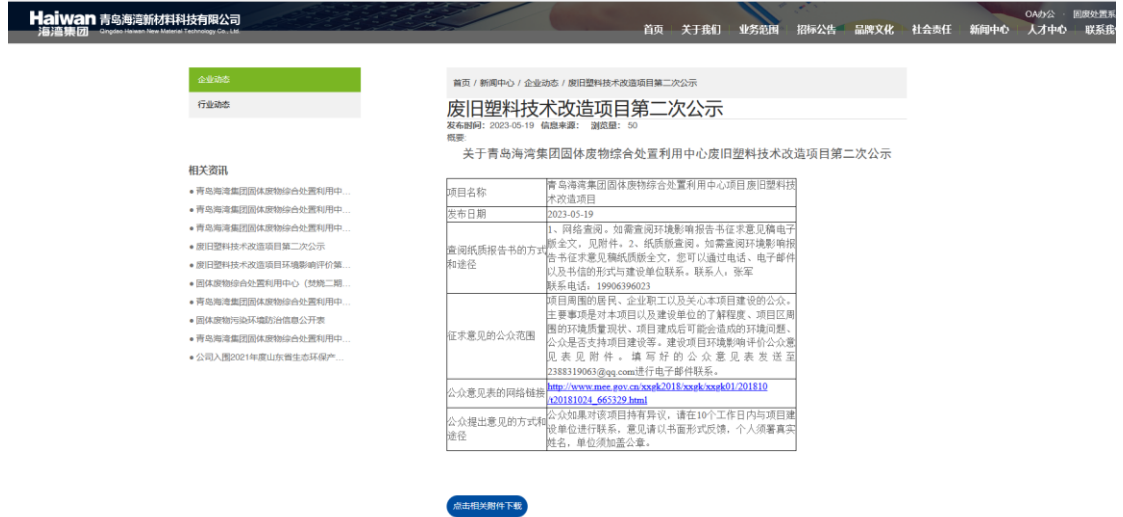 Haiwan 青岛海湾新材料科技有限公司
海湾集团 Qingdao Haiwan New Material Technology Co., Ltd.
OA办公 固废处置系
首页 关于我们 业务范围 招标公告 品牌文化 社会责任 新闻中心 人才中心 联系我
企业动态
行业动态
相关资讯
● 青岛海湾集团固体废物综合处置利用中...
● 青岛海湾集团固体废物综合处置利用中...
● 青岛海湾集团固体废物综合处置利用中...
● 废旧塑料技术改造项目第二次公示
● 废旧塑料技术改造项目环境影响评价第...
● 固体废物综合处置利用中心（焚烧二期...
● 青岛海湾集团固体废物综合处置利用中...
● 固体废物污染环境防治信息公开表
● 青岛海湾集团固体废物综合处置利用中...
● 公司入围2021年度山东省生态环保产...
首页 / 新闻中心 / 企业动态 / 废旧塑料技术改造项目第二次公示
废旧塑料技术改造项目第二次公示
发布时间：2023-05-19 信息来源： 浏览量： 50
概要:
关于青岛海湾集团固体废物综合处置利用中心废旧塑料技术改造项目第二次公示
项目名称
青岛海湾集团固体废物综合处置利用中心项目废旧塑料技
术改造项目
发布日期
2023-05-19
查阅纸质报告书的方式
和途径
1、网络查阅。如需查阅环境影响报告书征求意见稿电子
版全文，见附件。2、纸质版查阅。如需查阅环境影响报
告书征求意见稿纸质版全文，您可以通过电话、电子邮件
以及书信的形式与建设单位联系。联系人：张军
联系电话：19906396023
征求意见的公众范围
项目周围的居民、企业职工以及关心本项目建设的公众。
主要事项是对本项目以及建设单位的了解程度、项目区周
围的环境质量现状、项目建成后可能会造成的环境问题、
公众是否支持项目建设等。建设项目环境影响评价公众意
见表见附件。填写好的公众意见表发送至
2388319063@qq.com进行电子邮件联系。
公众意见表的网络链接
http://www.mee.gov.cn/xxgk2018/xxgk/xxgk01/201810
/t20181024_665329.html
公众提出意见的方式和
途径
公众如果对该项目持有异议，请在10个工作日内与项目建
设单位进行联系，意见请以书面形式反馈，个人须署真实
姓名，单位须加盖公章。
点击相关附件下载